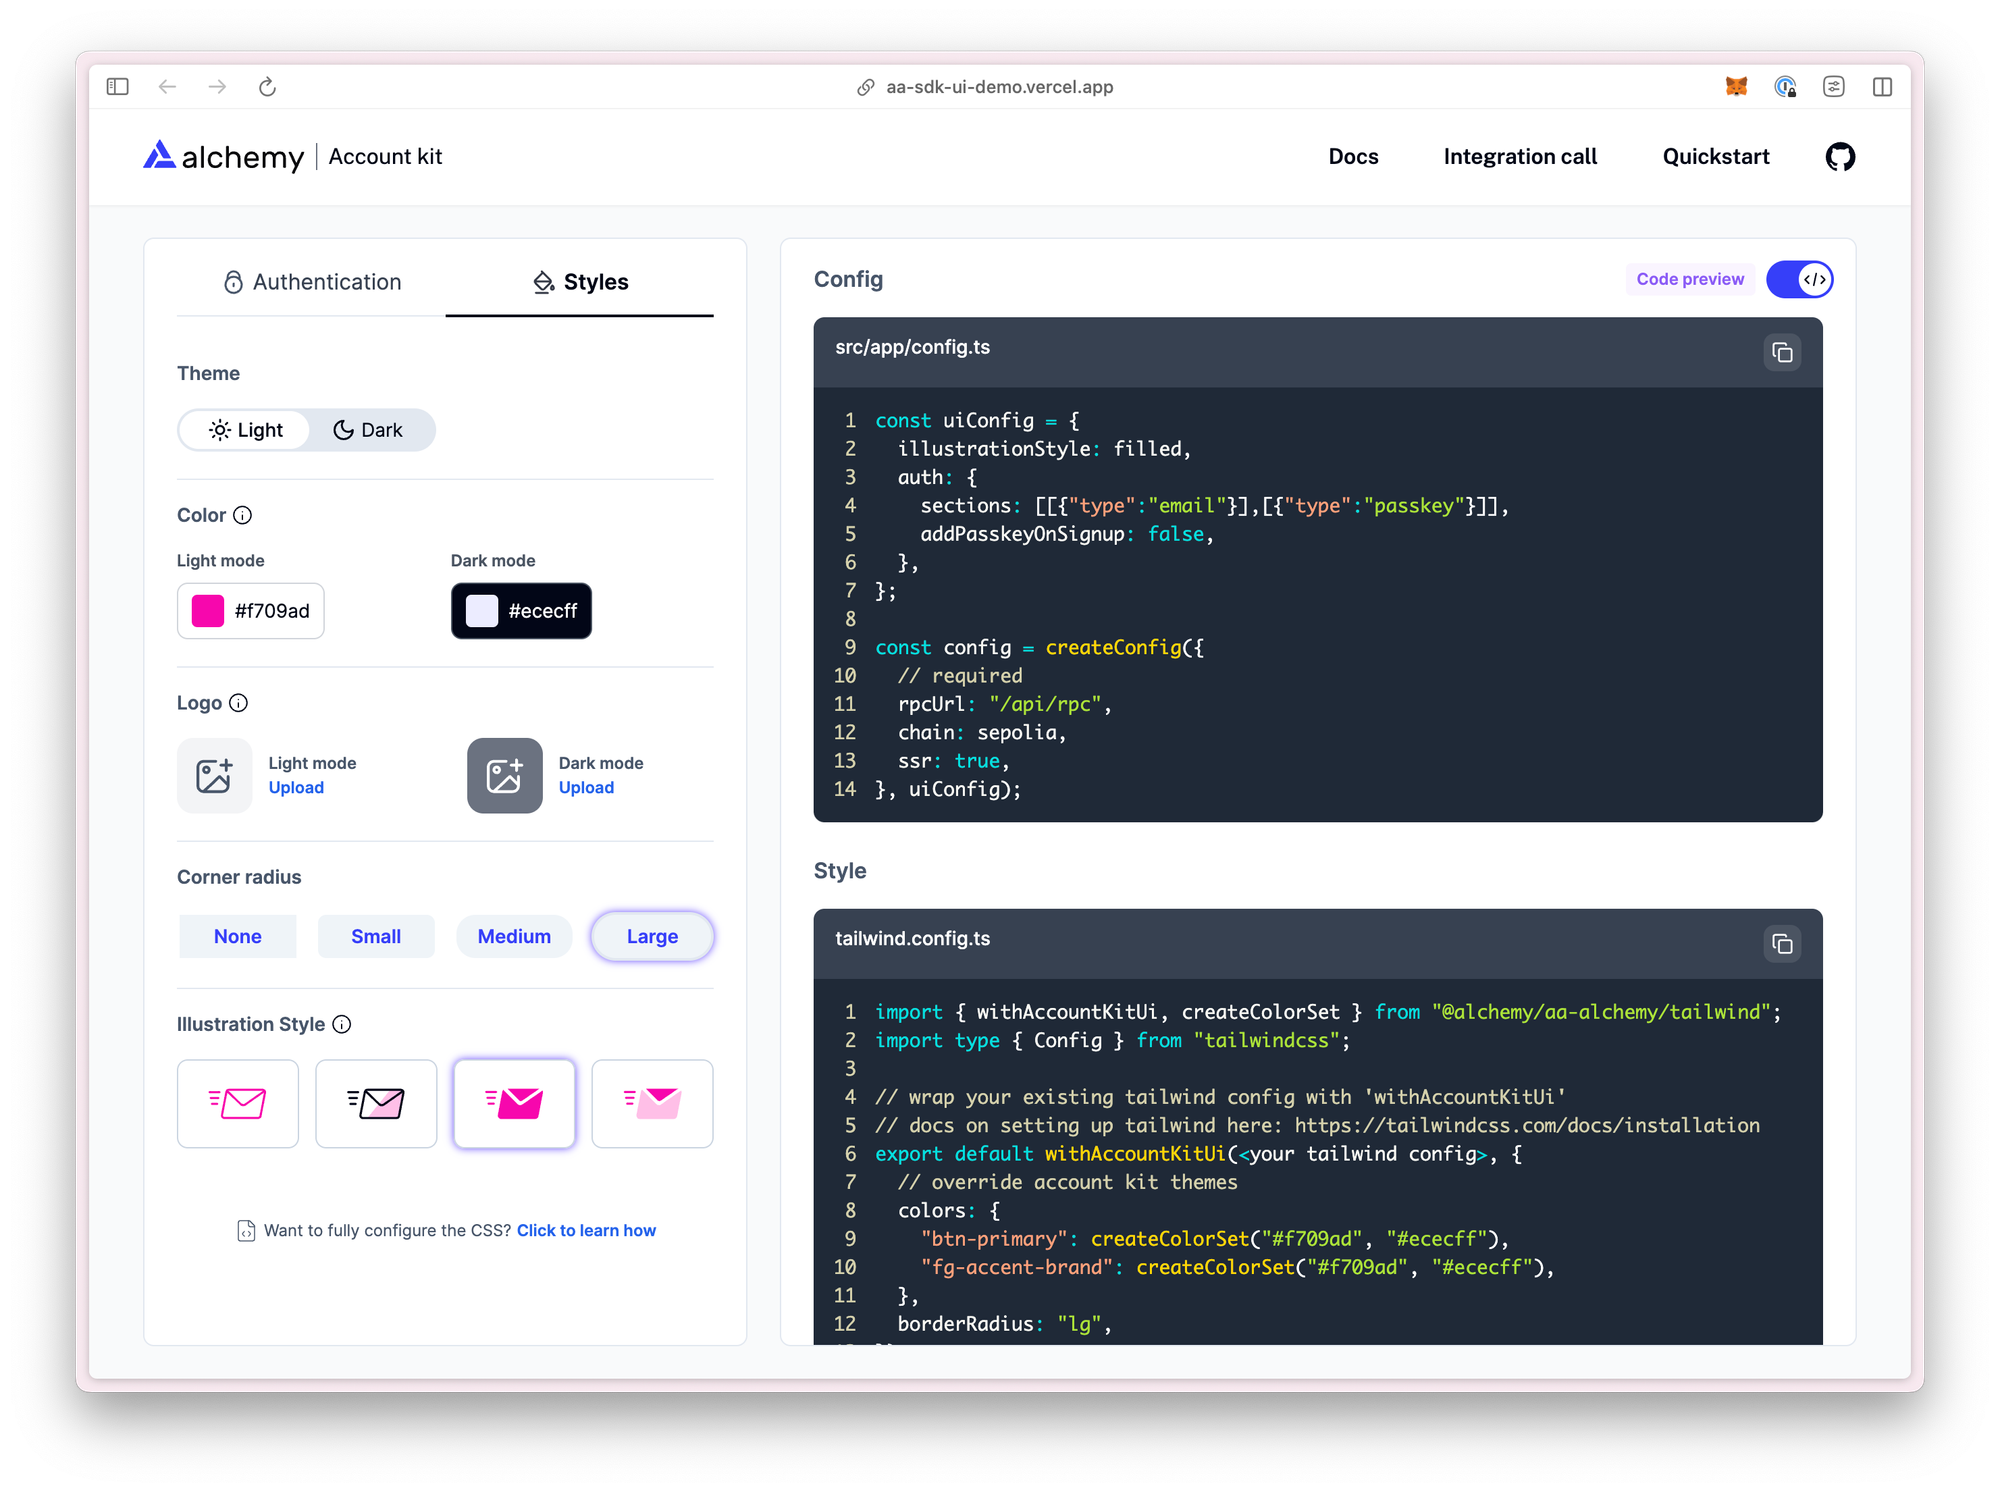 aa-sdk-ui-demo.vercel.app
alchemy | Account kit
Docs
Integration call
Quickstart
Authentication
Styles
Theme
Light
Dark
Color
Light mode
Dark mode
#f709ad
#ececff
Logo
Light mode
Upload
Dark mode
Upload
Corner radius
None
Small
Medium
Large
Illustration Style
Want to fully configure the CSS? Click to learn how
Config
Code preview
</>
src/app/config.ts
1 const uiConfig = {
2   illustrationStyle: filled,
3   auth: {
4     sections: [[{"type":"email"}],[{"type":"passkey"}]],
5     addPasskeyOnSignup: false,
6   },
7 };
8
9 const config = createConfig({
10   // required
11   rpcUrl: "/api/rpc",
12   chain: sepolia,
13   ssr: true,
14 }, uiConfig);
Style
tailwind.config.ts
1 import { withAccountKitUi, createColorSet } from "@alchemy/aa-alchemy/tailwind";
2 import type { Config } from "tailwindcss";
3
4 // wrap your existing tailwind config with 'withAccountKitUi'
5 // docs on setting up tailwind here: https://tailwindcss.com/docs/installation
6 export default withAccountKitUi(<your tailwind config>, {
7   // override account kit themes
8   colors: {
9     "btn-primary": createColorSet("#f709ad", "#ececff"),
10     "fg-accent-brand": createColorSet("#f709ad", "#ececff"),
11   },
12   borderRadius: "lg",